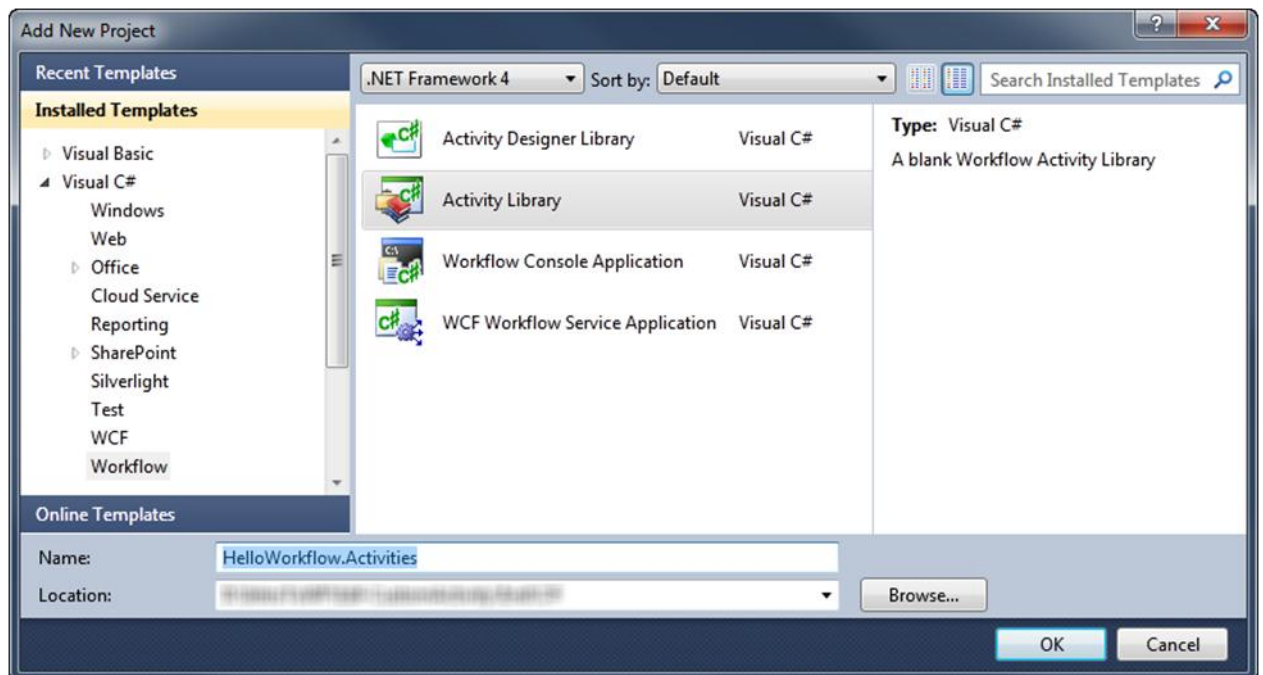 Add New Project
Recent Templates
.NET Framework 4 Sort by: Default Search Installed Templates
Installed Templates
Visual Basic
Visual C#
Windows
Web
Office
Cloud Service
Reporting
SharePoint
Silverlight
Test
WCF
Workflow
Online Templates
Activity Designer Library Visual C#
Activity Library Visual C#
Workflow Console Application Visual C#
WCF Workflow Service Application Visual C#
Type: Visual C#
A blank Workflow Activity Library
Name: HelloWorkflow.Activities
Location: Browse...
OK Cancel